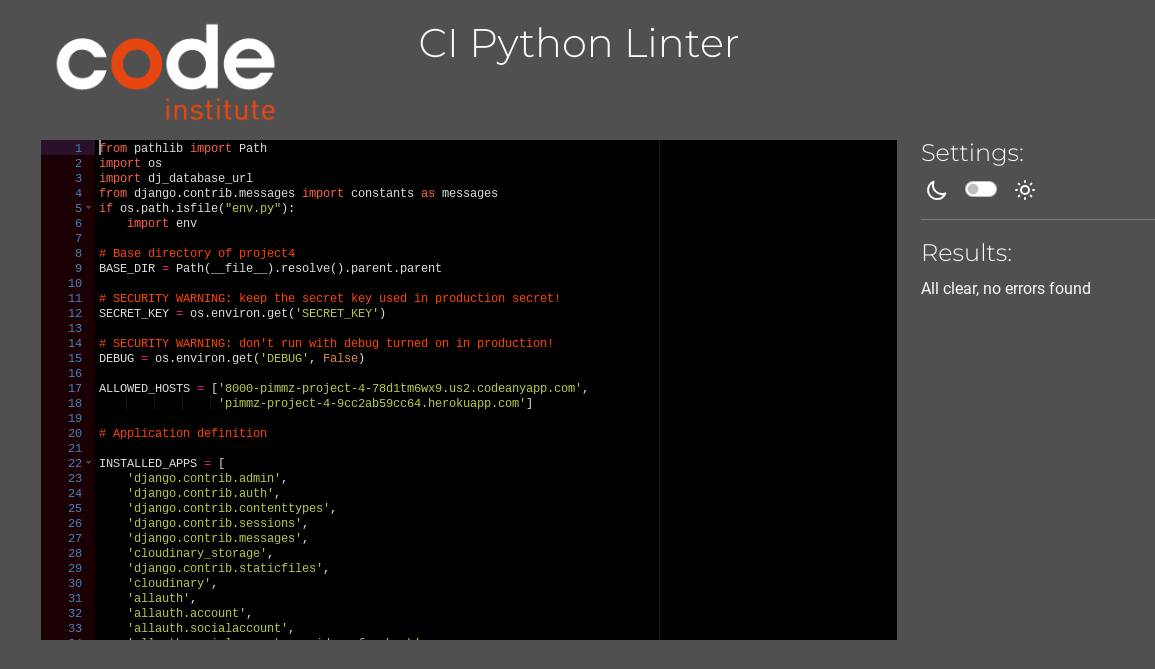 code
institute
CI Python Linter
1 from pathlib import Path
2 import os
3 import dj_database_url
4 from django.contrib.messages import constants as messages
5 if os.path.isfile("env.py"):
6     import env
7
8 # Base directory of project4
9 BASE_DIR = Path(__file__).resolve().parent.parent
10
11 # SECURITY WARNING: keep the secret key used in production secret!
12 SECRET_KEY = os.environ.get('SECRET_KEY')
13
14 # SECURITY WARNING: don't run with debug turned on in production!
15 DEBUG = os.environ.get('DEBUG', False)
16
17 ALLOWED_HOSTS = ['8000-pimmz-project-4-78d1tm6wx9.us2.codeanyapp.com',
18                  'pimmz-project-4-9cc2ab59cc64.herokuapp.com']
19
20 # Application definition
21
22 INSTALLED_APPS = [
23     'django.contrib.admin',
24     'django.contrib.auth',
25     'django.contrib.contenttypes',
26     'django.contrib.sessions',
27     'django.contrib.messages',
28     'cloudinary_storage',
29     'django.contrib.staticfiles',
30     'cloudinary',
31     'allauth',
32     'allauth.account',
33     'allauth.socialaccount',
Settings:
Results:
All clear, no errors found